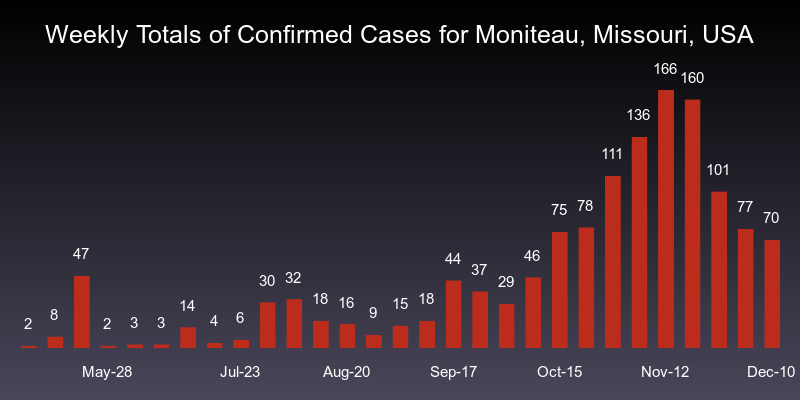 Weekly Totals of Confirmed Cases for Moniteau, Missouri, USA
2 8 47 2 3 3 14 4 6 30 32 18 16 9 15 18 44 37 29 46 75 78 111 136 166 160 101 77 70
May-28 Jul-23 Aug-20 Sep-17 Oct-15 Nov-12 Dec-10